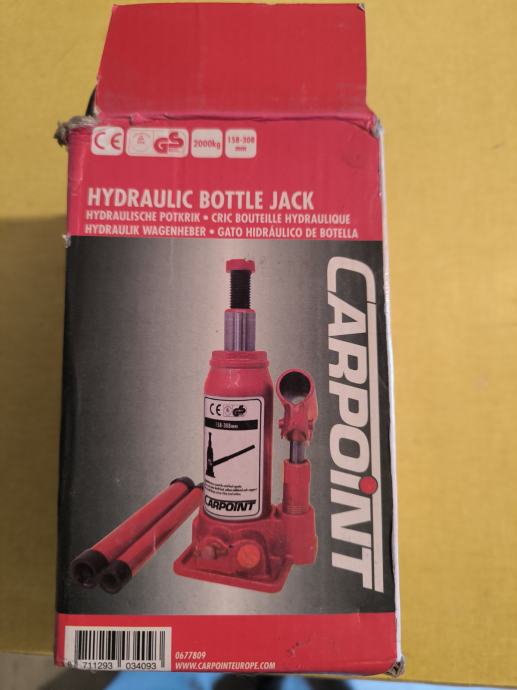 CE GS 2000kg 158-308
mm
HYDRAULIC BOTTLE JACK
HYDRAULISCHE POTKRIK • CRIC BOUTEILLE HYDRAULIQUE
HYDRAULIK WAGENHEBER • GATO HIDRÁULICO DE BOTELLA
CARPOINT
CE GS
158-308mm
CARPOINT
0677809
WWW.CARPOINTEUROPE.COM
711293 034093